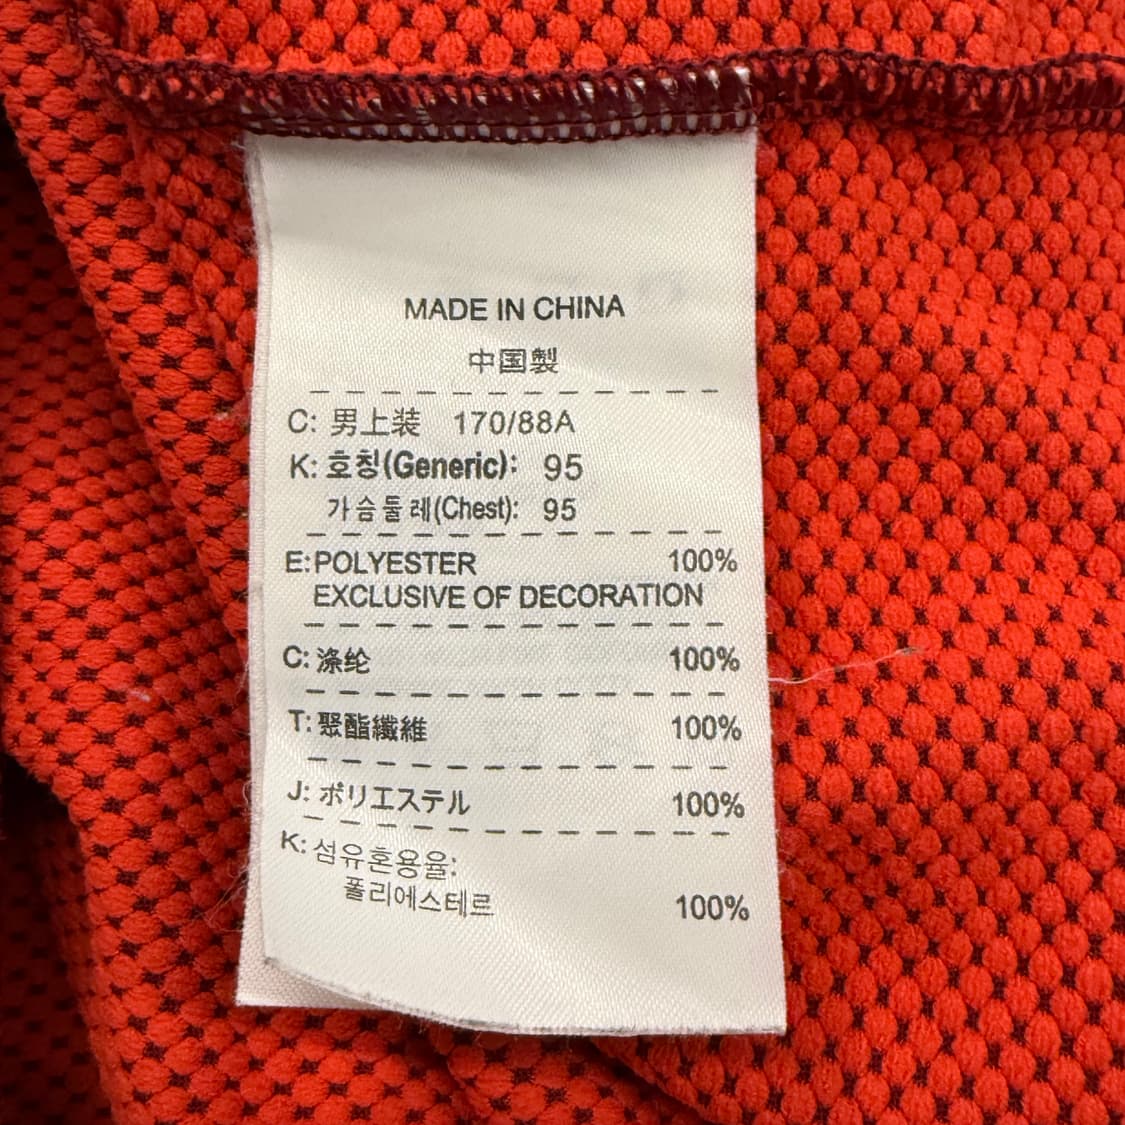 MADE IN CHINA
中国製
C: 男上装 170/88A
K: 호칭(Generic): 95
가슴둘레(Chest): 95
E:POLYESTER 100%
EXCLUSIVE OF DECORATION
C: 涤纶 100%
T: 聚酯纖維 100%
J: ポリエステル 100%
K: 섬유혼용율:
폴리에스테르 100%